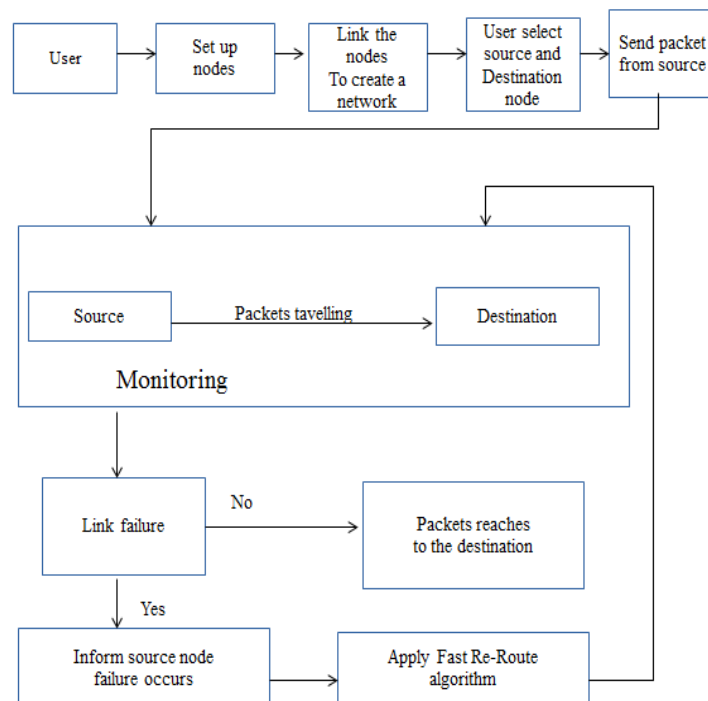 User
Set up
nodes
Link the
nodes
To create a
network
User select
source and
Destination
node
Send packet
from source
Source
Packets tavelling
Destination
Monitoring
Link failure
No
Packets reaches
to the destination
Yes
Inform source node
failure occurs
Apply Fast Re-Route
algorithm